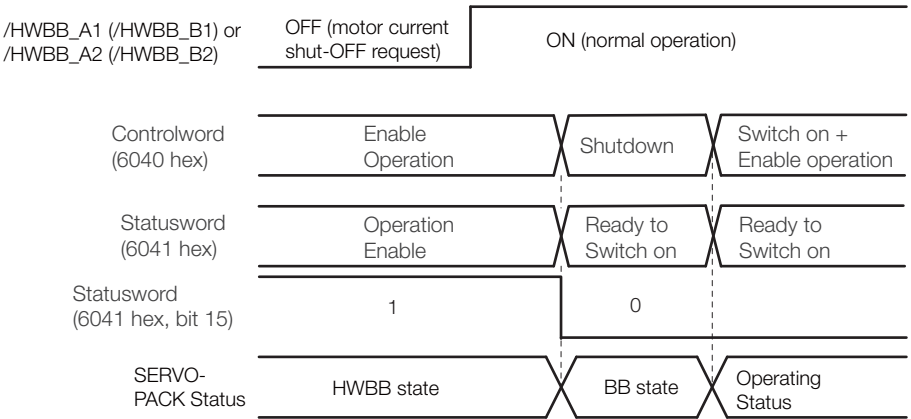 /HWBB_A1 (/HWBB_B1) or
/HWBB_A2 (/HWBB_B2)
OFF (motor current
shut-OFF request)
ON (normal operation)
Controlword
(6040 hex)
Enable
Operation
Shutdown
Switch on +
Enable operation
Statusword
(6041 hex)
Operation
Enable
Ready to
Switch on
Ready to
Switch on
Statusword
(6041 hex, bit 15)
1
0
SERVO-
PACK Status
HWBB state
BB state
Operating
Status